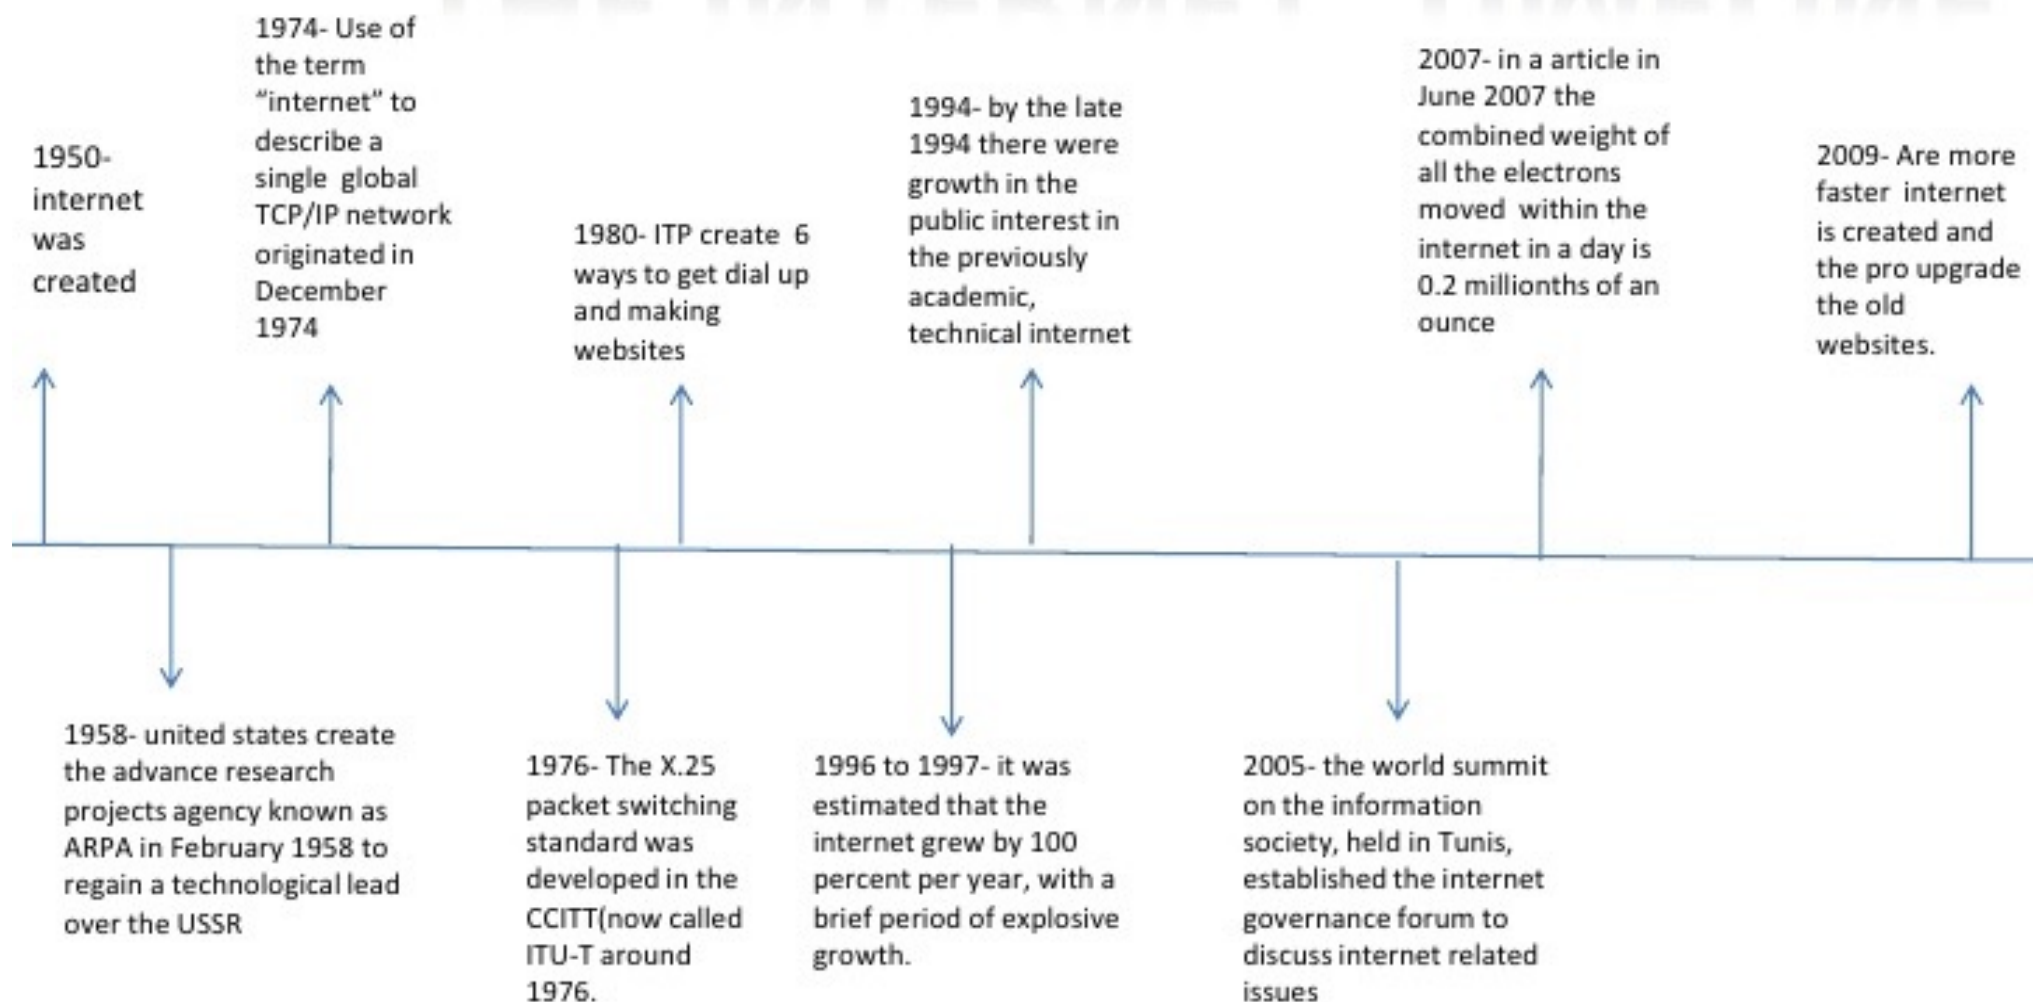 1950-
internet
was
created
1974- Use of
the term
"internet" to
describe a
single global
TCP/IP network
originated in
December
1974
1980- ITP create 6
ways to get dial up
and making
websites
1994- by the late
1994 there were
growth in the
public interest in
the previously
academic,
technical internet
2007- in a article in
June 2007 the
combined weight of
all the electrons
moved within the
internet in a day is
0.2 millionths of an
ounce
2009- Are more
faster internet
is created and
the pro upgrade
the old
websites.
1958- united states create
the advance research
projects agency known as
ARPA in February 1958 to
regain a technological lead
over the USSR
1976- The X.25
packet switching
standard was
developed in the
CCITT(now called
ITU-T around
1976.
1996 to 1997- it was
estimated that the
internet grew by 100
percent per year, with a
brief period of explosive
growth.
2005- the world summit
on the information
society, held in Tunis,
established the internet
governance forum to
discuss internet related
issues